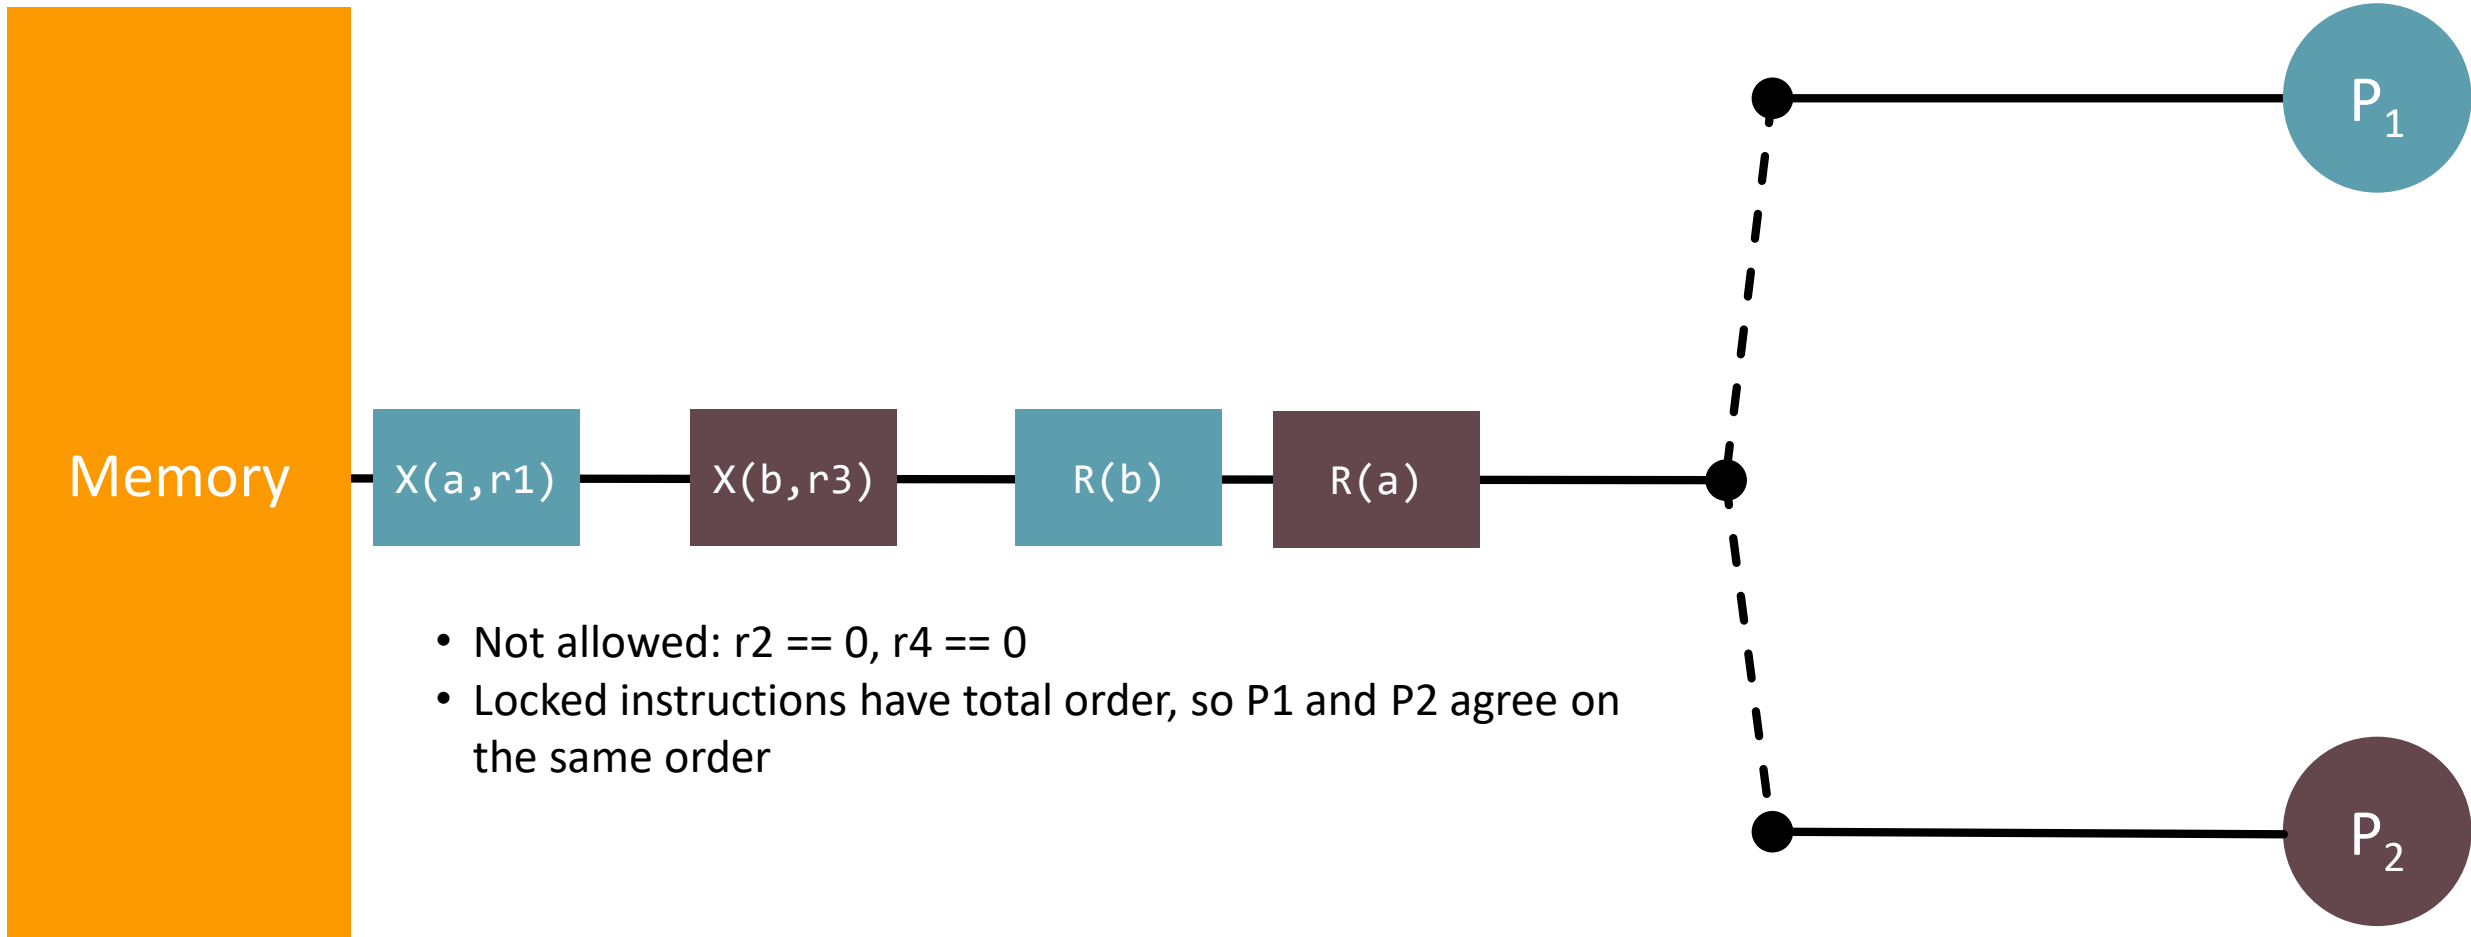 P1
Memory
X(a,r1)
X(b,r3)
R(b)
R(a)
• Not allowed: r2 == 0, r4 == 0
• Locked instructions have total order, so P1 and P2 agree on
the same order
P2